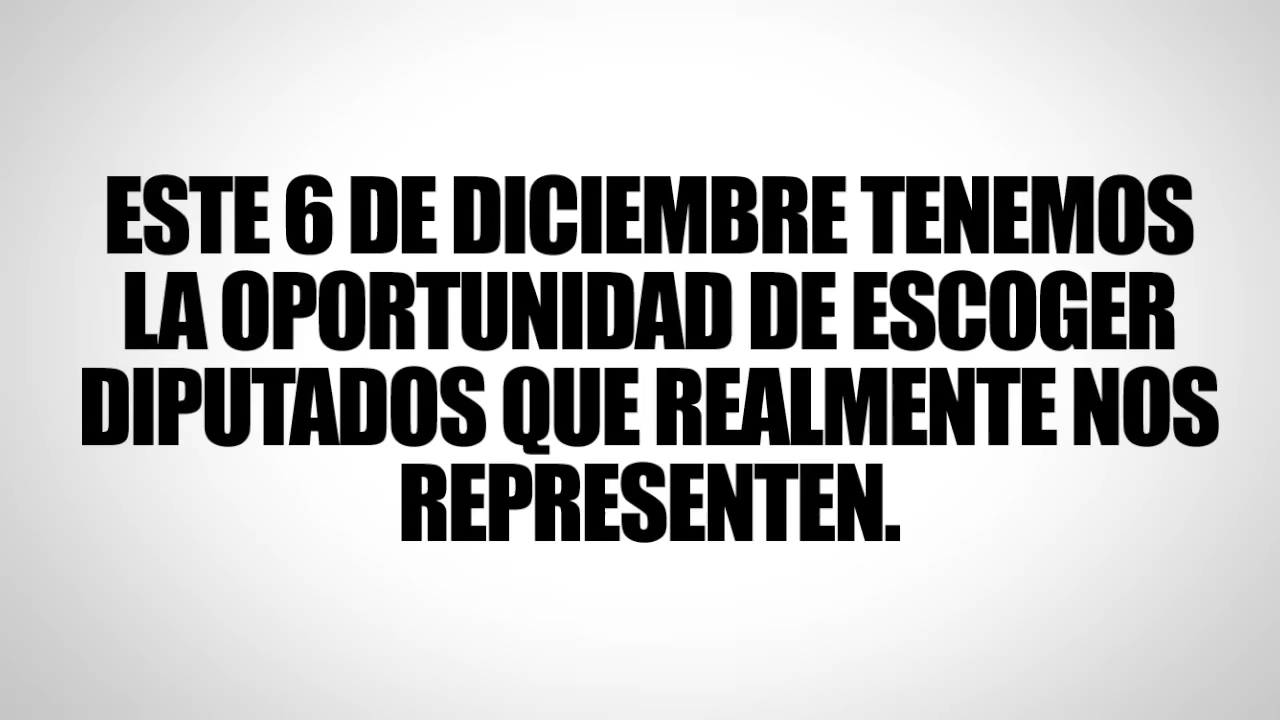 ESTE 6 DE DICIEMBRE TENEMOS
LA OPORTUNIDAD DE ESCOGER
DIPUTADOS QUE REALMENTE NOS
REPRESENTEN.